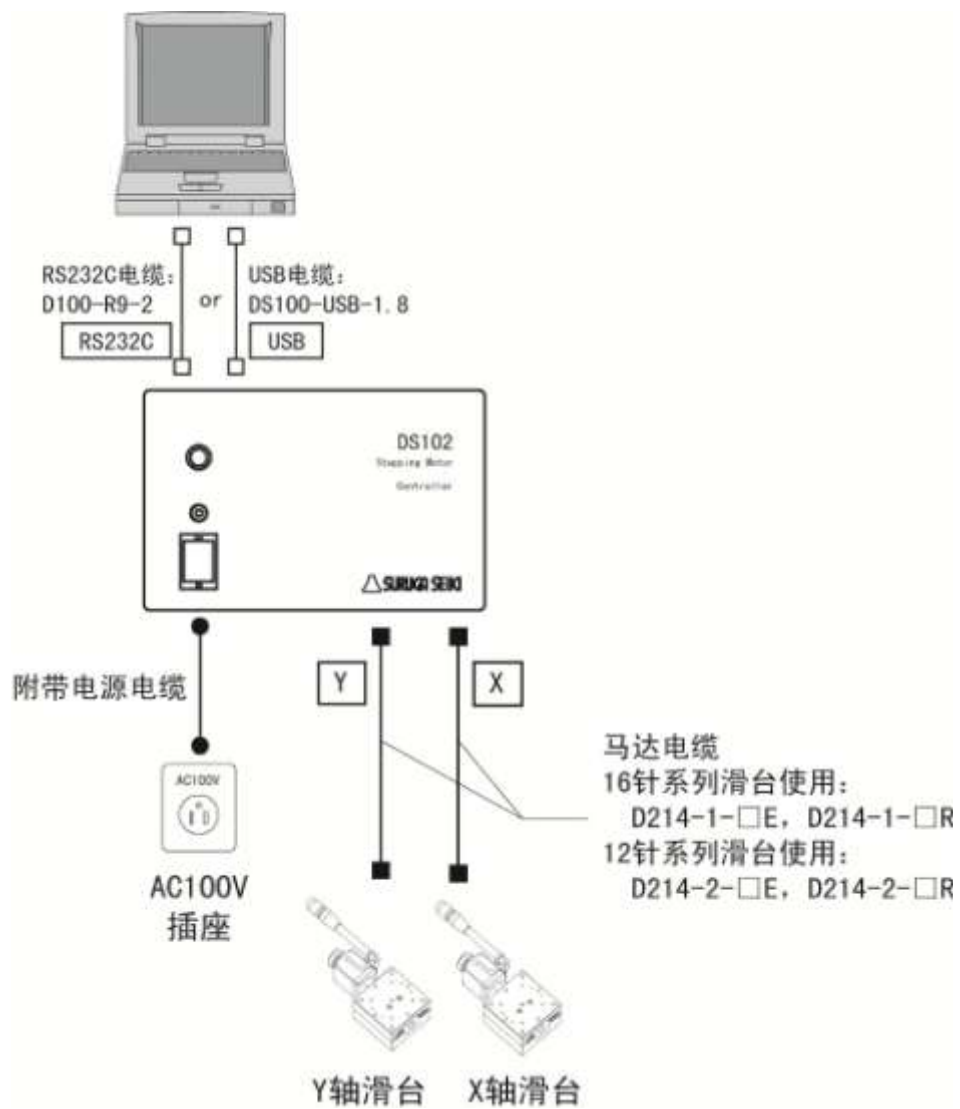 RS232C电缆：
D100-R9-2
RS232C
or
USB电缆：
DS100-USB-1.8
USB
DS102
Stepping Motor
Controller
SURUGA SEIKI
附带电源电缆
Y
X
马达电缆
16针系列滑台使用：
D214-1-□E，D214-1-□R
12针系列滑台使用：
D214-2-□E，D214-2-□R
AC100V
AC100V
插座
Y轴滑台
X轴滑台